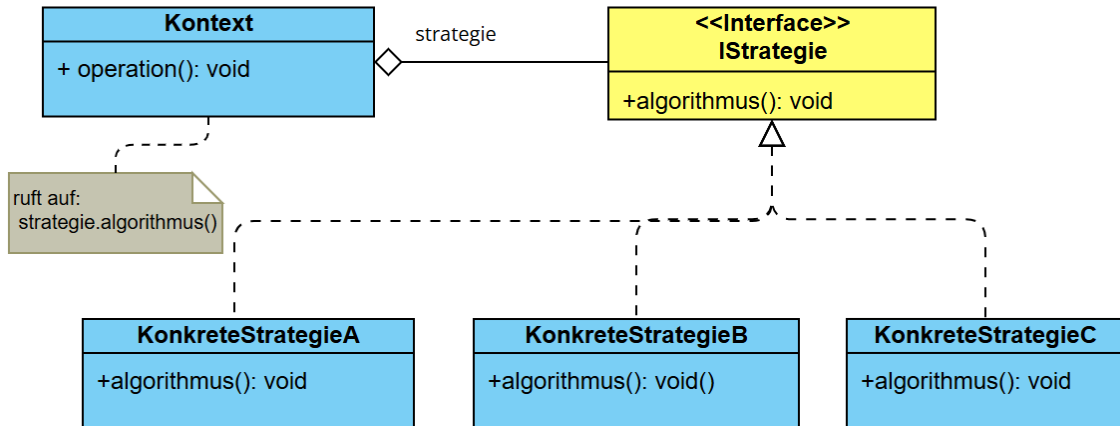 Kontext
+ operation(): void
strategie
<<Interface>>
IStrategie
+algorithmus(): void
ruft auf:
strategie.algorithmus()
KonkreteStrategieA
+algorithmus(): void
KonkreteStrategieB
+algorithmus(): void()
KonkreteStrategieC
+algorithmus(): void